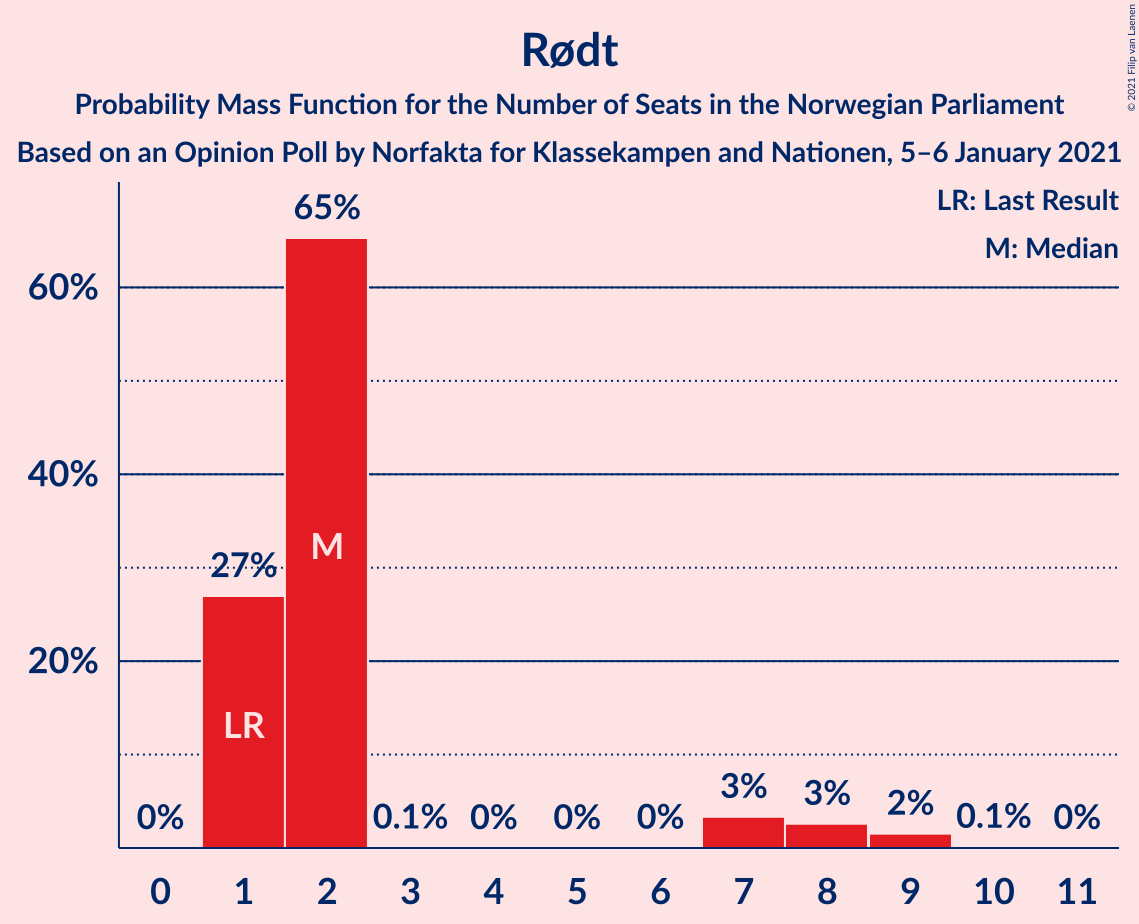 Rødt
Probability Mass Function for the Number of Seats in the Norwegian Parliament
Based on an Opinion Poll by Norfakta for Klassekampen and Nationen, 5–6 January 2021
© 2021 Filip van Laenen
LR: Last Result
M: Median
60%
40%
20%
0% 27% 65% 0.1% 0% 0% 0% 3% 3% 2% 0.1% 0%
LR M
0 1 2 3 4 5 6 7 8 9 10 11